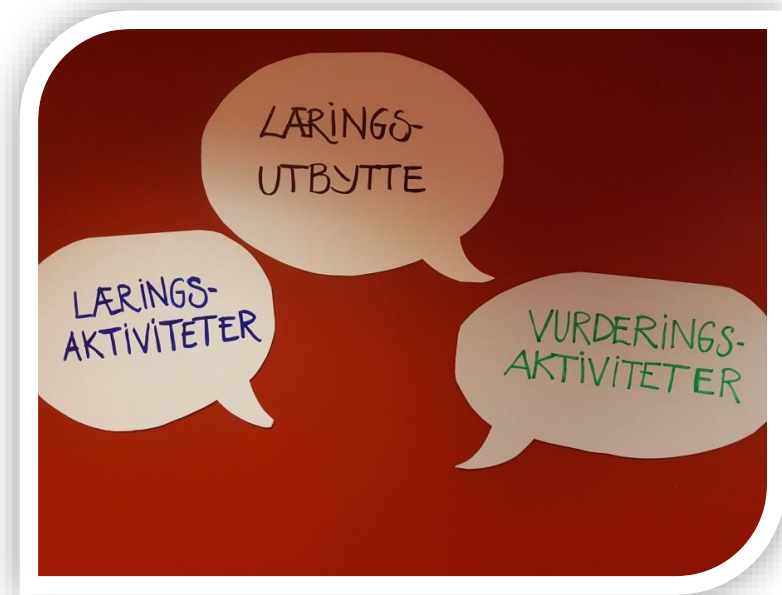 LÆRINGS-
UTBYTTE
LÆRINGS-
AKTIVITETER
VURDERINGS-
AKTIVITETER